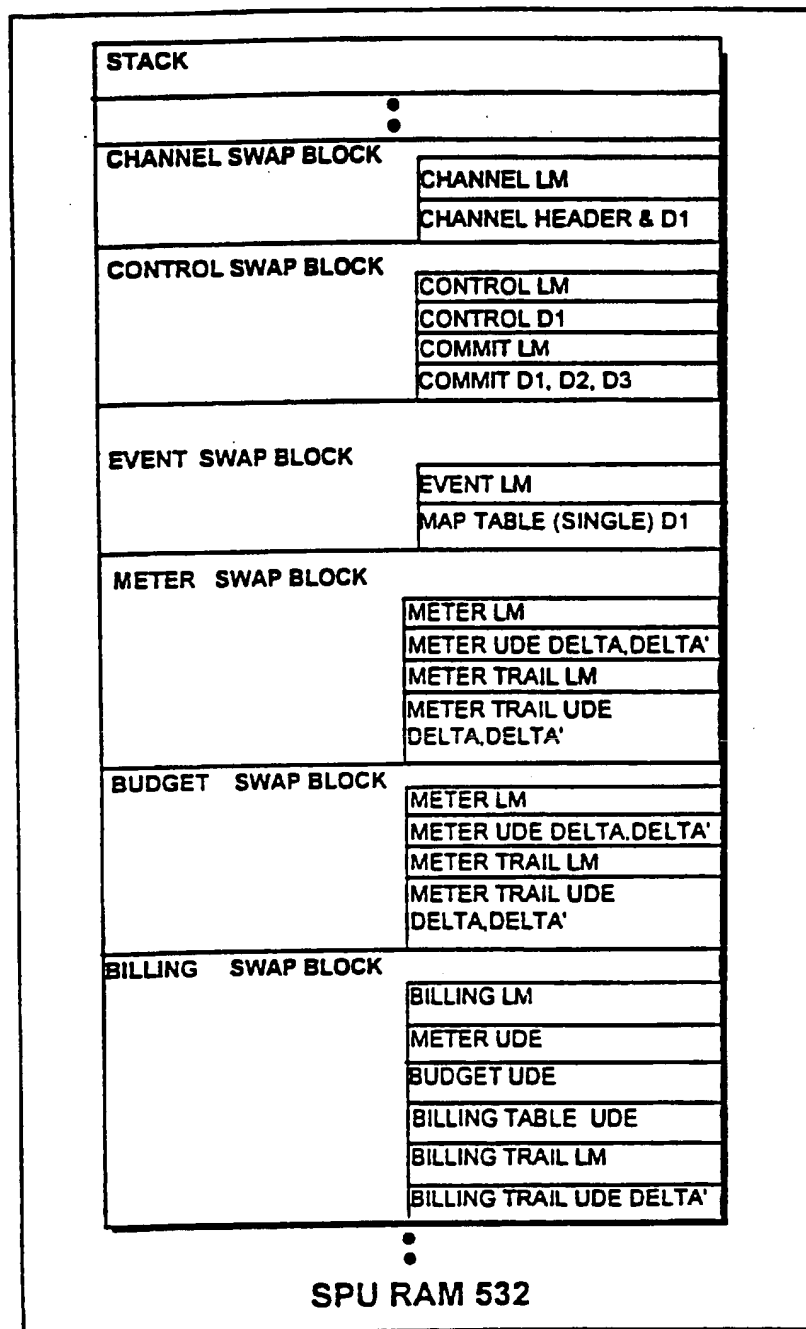 STACK
CHANNEL SWAP BLOCK
CHANNEL LM
CHANNEL HEADER & D1
CONTROL SWAP BLOCK
CONTROL LM
CONTROL D1
COMMIT LM
COMMIT D1, D2, D3
EVENT SWAP BLOCK
EVENT LM
MAP TABLE (SINGLE) D1
METER SWAP BLOCK
METER LM
METER UDE DELTA,DELTA'
METER TRAIL LM
METER TRAIL UDE
DELTA,DELTA'
BUDGET SWAP BLOCK
METER LM
METER UDE DELTA.DELTA'
METER TRAIL LM
METER TRAIL UDE
DELTA,DELTA'
BILLING SWAP BLOCK
BILLING LM
METER UDE
BUDGET UDE
BILLING TABLE UDE
BILLING TRAIL LM
BILLING TRAIL UDE DELTA'
SPU RAM 532